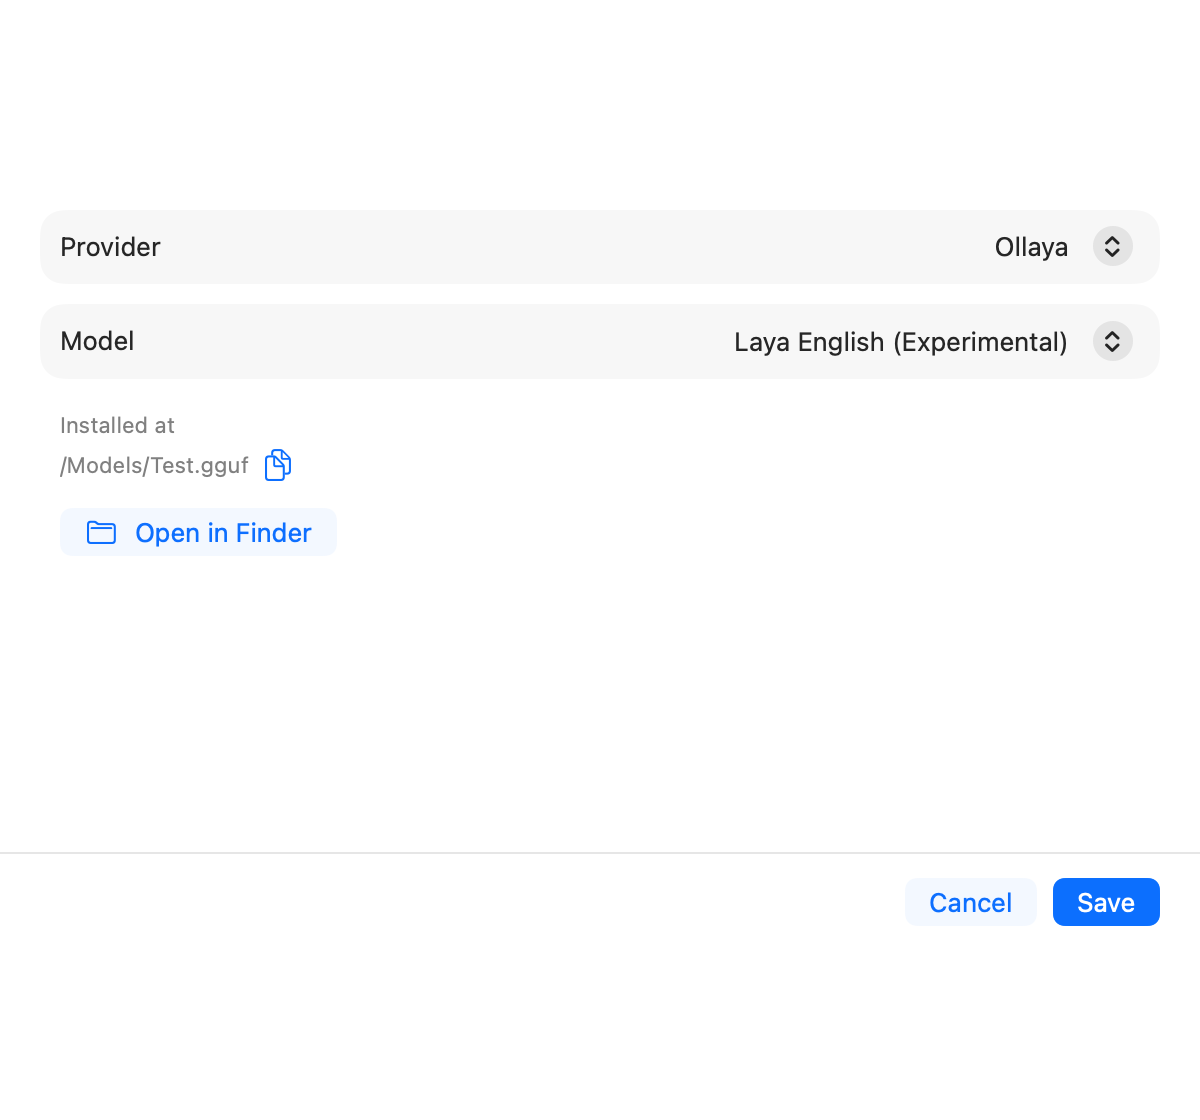 Provider
Ollaya
Model
Laya English (Experimental)
Installed at
/Models/Test.gguf
Open in Finder
Cancel
Save